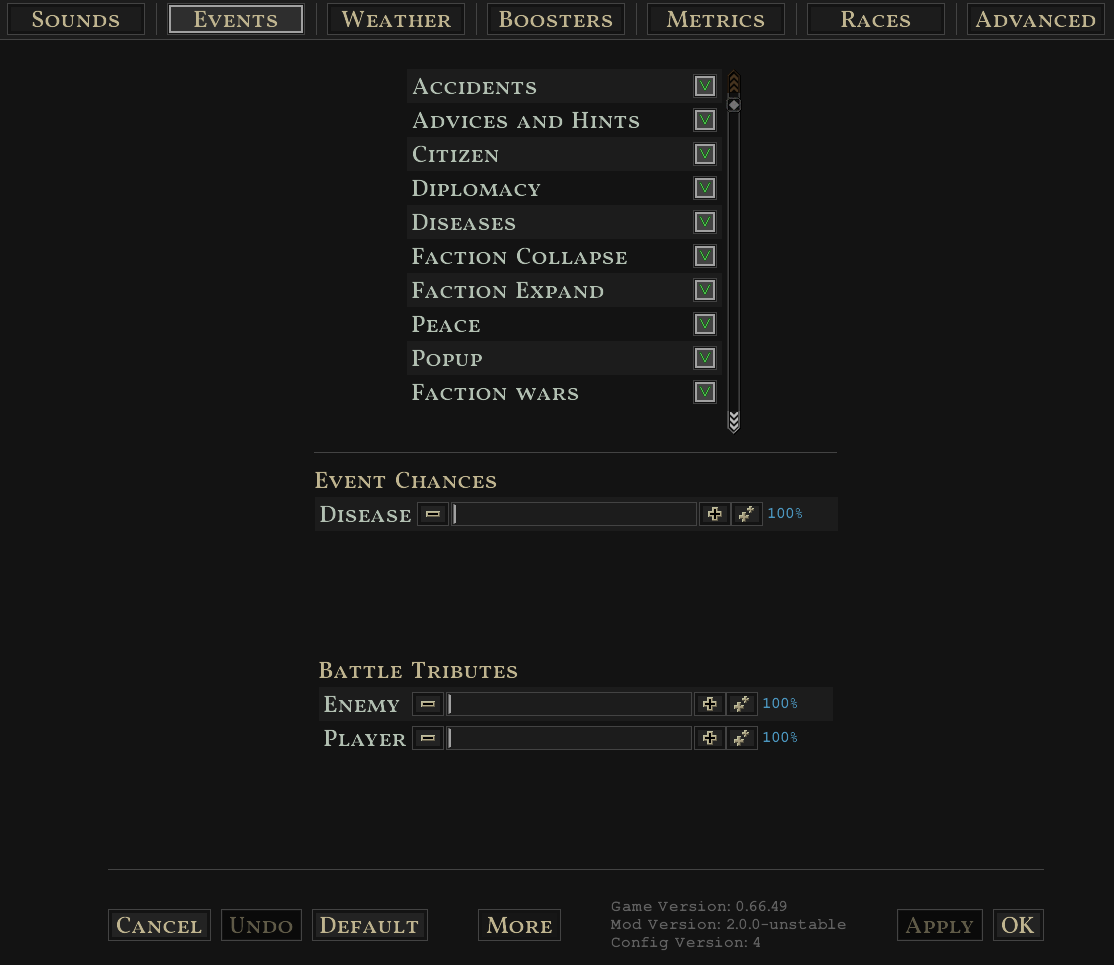 Sounds Events Weather Boosters Metrics Races Advanced
Accidents
Advices and Hints
Citizen
Diplomacy
Diseases
Faction Collapse
Faction Expand
Peace
Popup
Faction wars
Event Chances
Disease 100%
Battle Tributes
Enemy 100%
Player 100%
Game Version: 0.66.49
Mod Version: 2.0.0-unstable
Config Version: 4
Cancel Undo Default More Apply OK